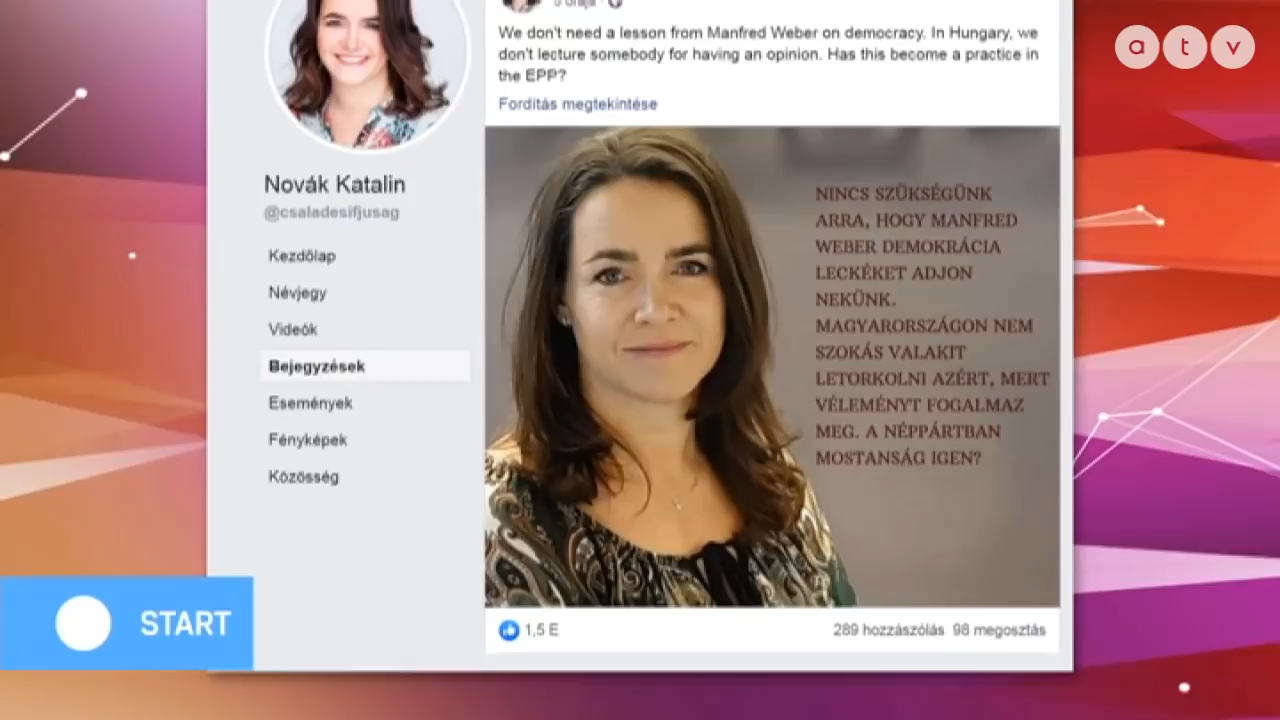 a t v
We don't need a lesson from Manfred Weber on democracy. In Hungary, we
don't lecture somebody for having an opinion. Has this become a practice in
the EPP?
Fordítás megtekintése
Novák Katalin
@csaladesifjusag
Kezdőlap
Névjegy
Videók
Bejegyzések
Események
Fényképek
Közösség
NINCS SZÜKSÉGÜNK
ARRA, HOGY MANFRED
WEBER DEMOKRÁCIA
LECKÉKET ADJON
NEKÜNK.
MAGYARORSZÁGON NEM
SZOKÁS VALAKIT
LETORKOLNI AZÉRT, MERT
VÉLEMÉNYT FOGALMAZ
MEG. A NÉPPÁRTBAN
MOSTANSÁG IGEN?
1,5 E
289 hozzászólás 98 megosztás
START